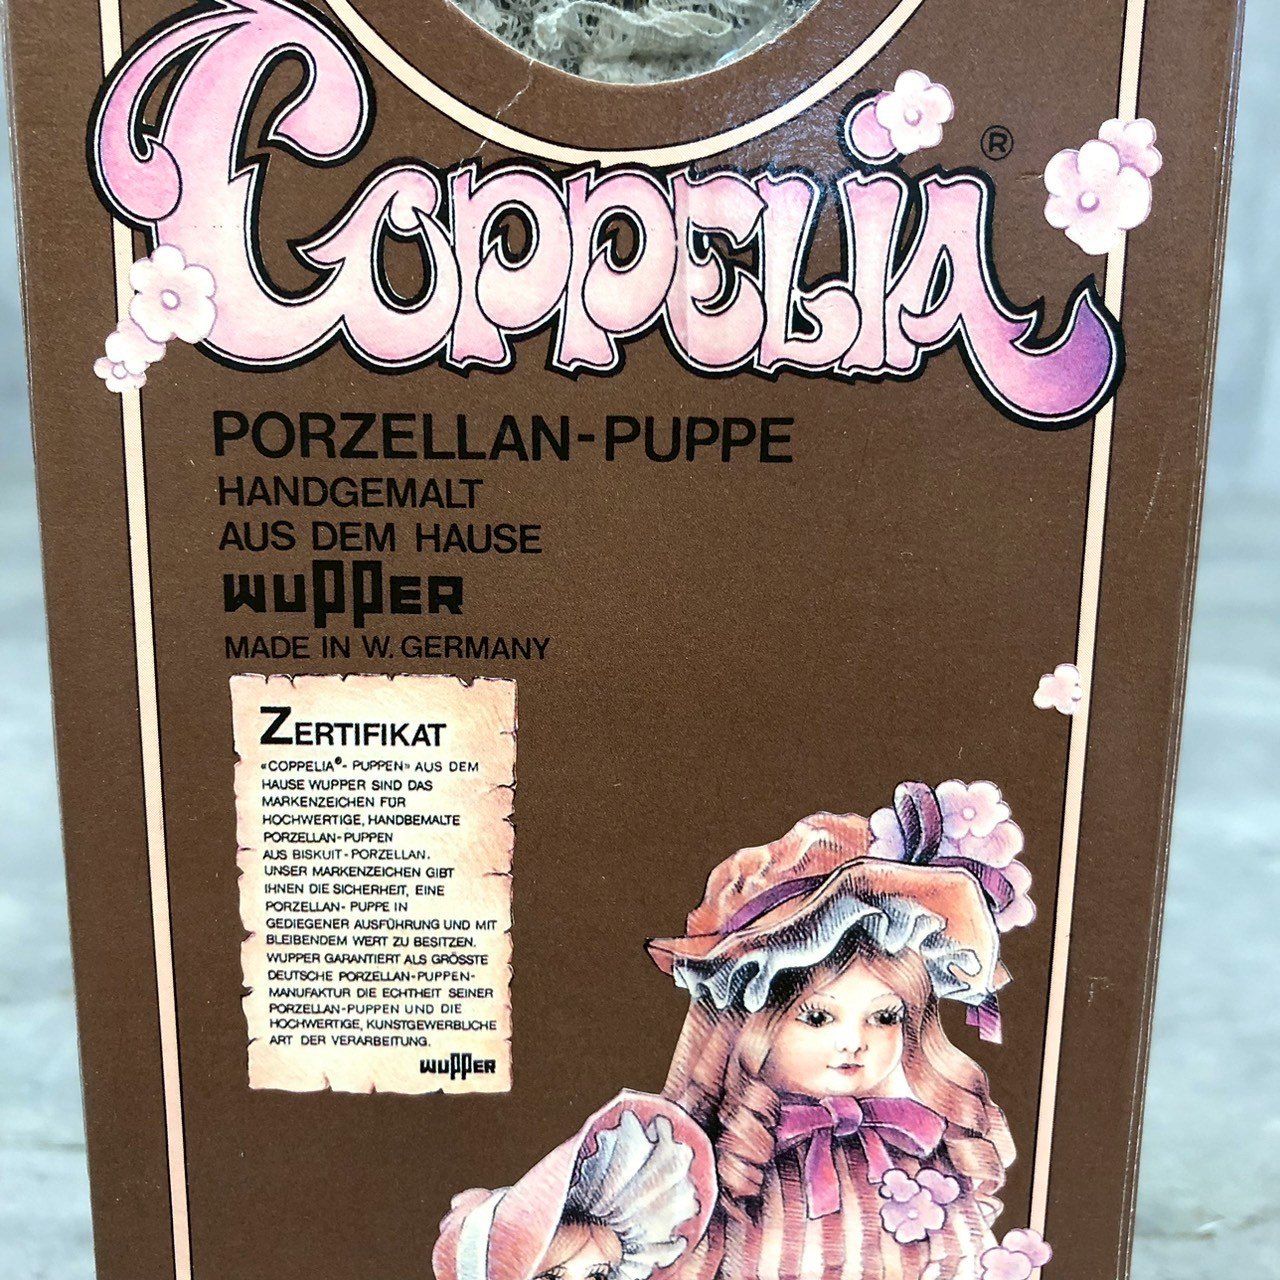 COPPELIA®
PORZELLAN-PUPPE
HANDGEMALT
AUS DEM HAUSE
WUPPER
MADE IN W. GERMANY
ZERTIFIKAT
«COPPELIA®- PUPPEN» AUS DEM
HAUSE WUPPER SIND DAS
MARKENZEICHEN FÜR
HOCHWERTIGE, HANDBEMALTE
PORZELLAN-PUPPEN
AUS BISKUIT-PORZELLAN.
UNSER MARKENZEICHEN GIBT
IHNEN DIE SICHERHEIT, EINE
PORZELLAN- PUPPE IN
GEDIEGENER AUSFÜHRUNG UND MIT
BLEIBENDEM WERT ZU BESITZEN.
WUPPER GARANTIERT ALS GRÖSSTE
DEUTSCHE PORZELLAN-PUPPEN-
MANUFAKTUR DIE ECHTHEIT SEINER
PORZELLAN-PUPPEN UND DIE
HOCHWERTIGE, KUNSTGEWERBLICHE
ART DER VERARBEITUNG.
WUPPER